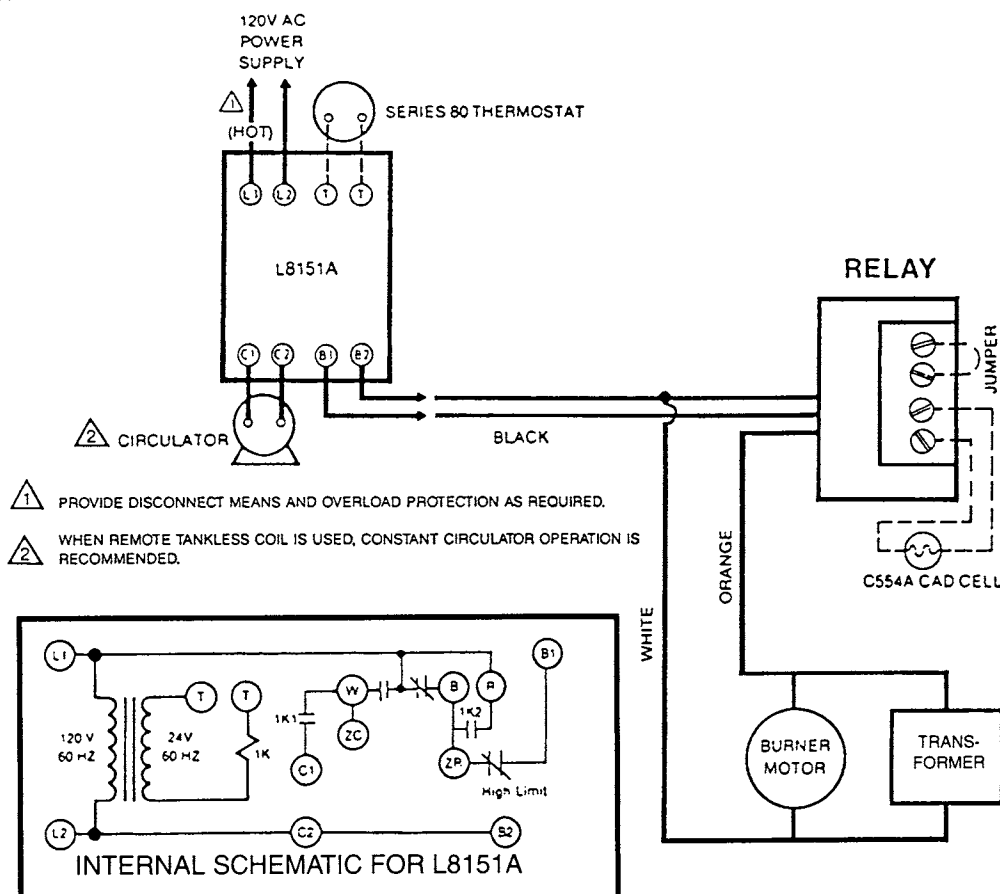 120V AC
POWER
SUPPLY
1
(HOT)
SERIES 80 THERMOSTAT
L1 L2 T T
L8151A
C1 C2 B1 B2
RELAY
JUMPER
BLACK
2 CIRCULATOR
1 PROVIDE DISCONNECT MEANS AND OVERLOAD PROTECTION AS REQUIRED.
2 WHEN REMOTE TANKLESS COIL IS USED, CONSTANT CIRCULATOR OPERATION IS
RECOMMENDED.
ORANGE
WHITE
C554A CAD CELL
BURNER
MOTOR
TRANS-
FORMER
L1
B1
T T
W
B
R
120 V
60 HZ
24V
60 HZ
1K
1K1
ZC
1K2
C1
ZR
High Limit
L2
C2
B2
INTERNAL SCHEMATIC FOR L8151A